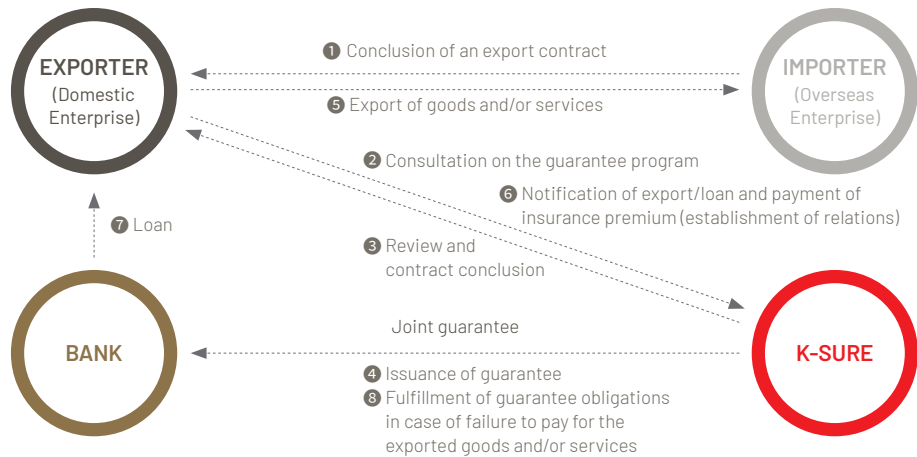 ❶ Conclusion of an export contract
EXPORTER
(Domestic
Enterprise)
IMPORTER
(Overseas
Enterprise)
❺ Export of goods and/or services
❷ Consultation on the guarantee program
❻ Notification of export/loan and payment of
insurance premium (establishment of relations)
❼ Loan
❸ Review and
contract conclusion
Joint guarantee
BANK
K-SURE
❹ Issuance of guarantee
❽ Fulfillment of guarantee obligations
in case of failure to pay for the
exported goods and/or services